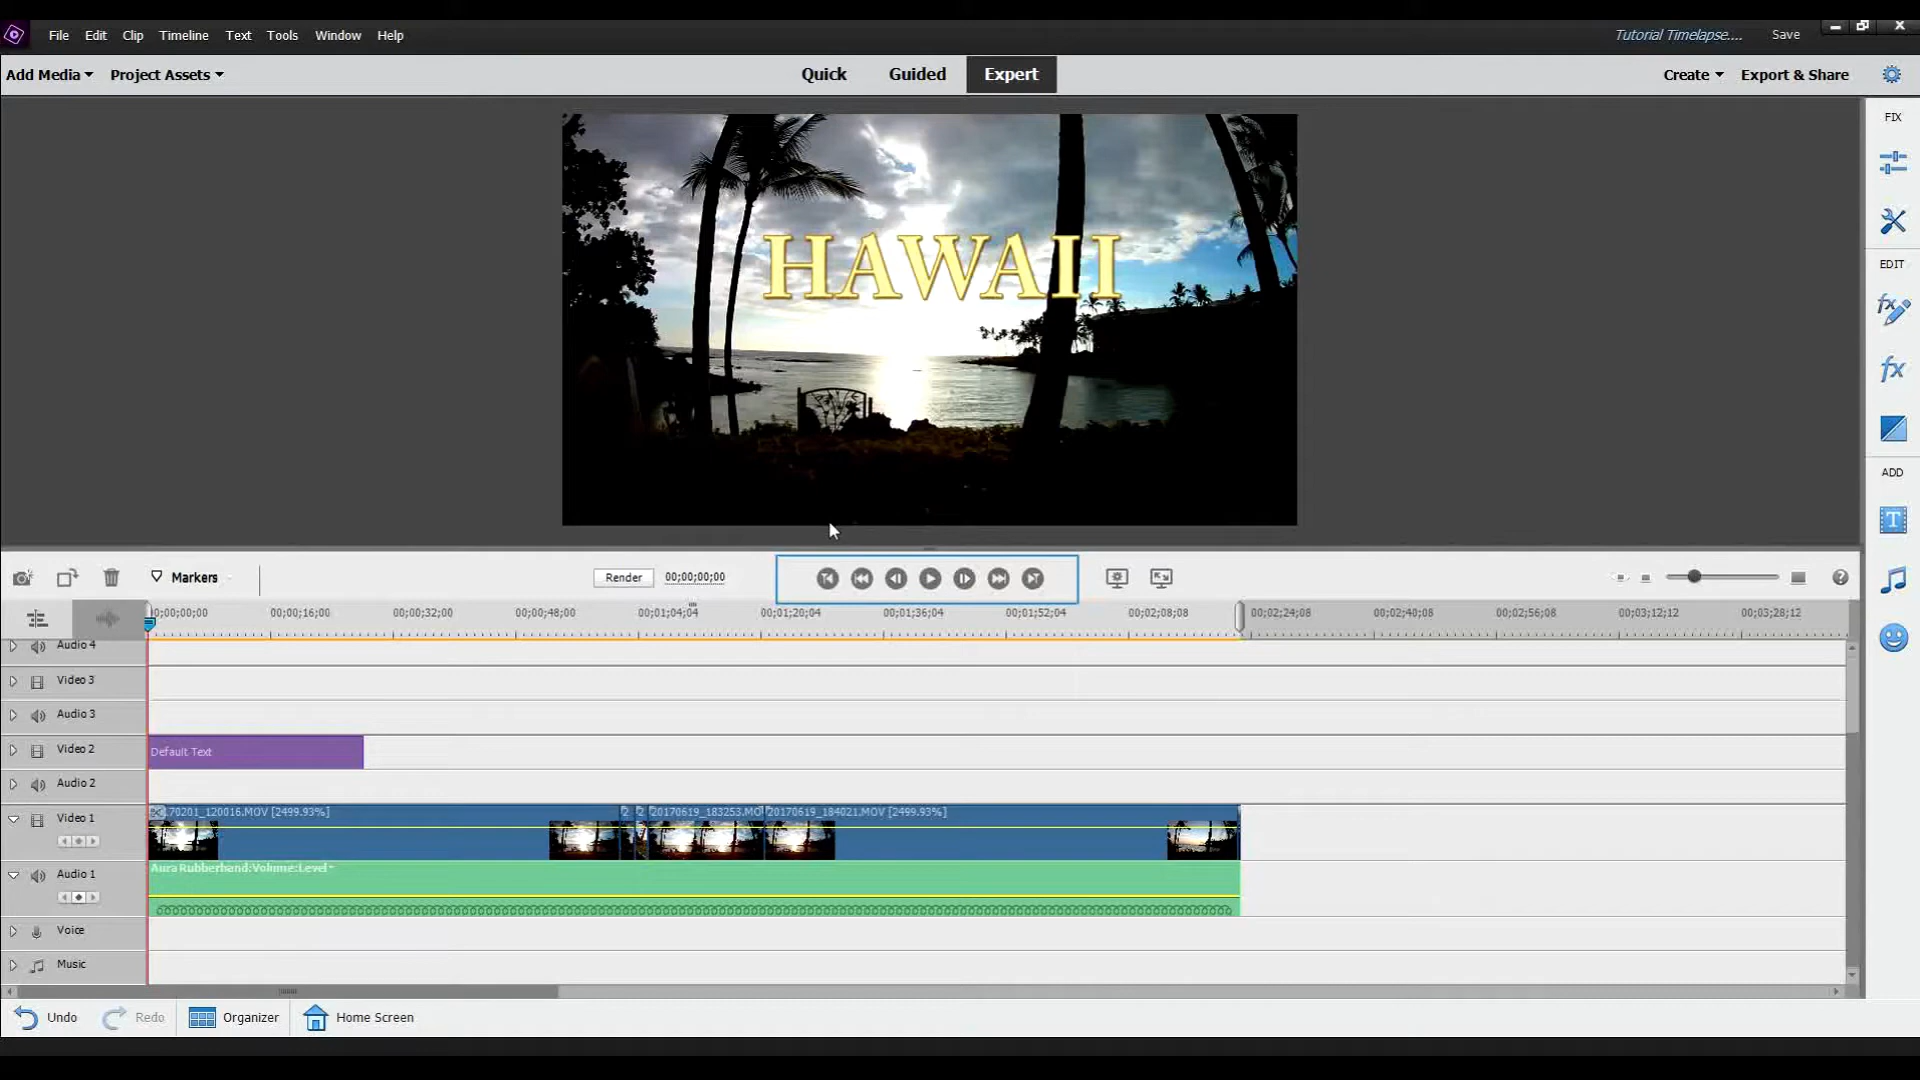 File Edit Clip Timeline Text Tools Window Help
Tutorial Timelapse.... Save
Add Media Project Assets
Quick Guided Expert
Create Export & Share
FIX
HAWAII
EDIT
ADD
Markers
Render 00;00;00;00
00;00;16;00 00;00;32;00 00;00;48;00 00;01;04;04 00;01;20;04 00;01;36;04 00;01;52;04 00;02;08;08 00;02;24;08 00;02;40;08 00;02;56;08 00;03;12;12 00;03;28;12
Audio 4
Video 3
Audio 3
Video 2
Default Text
Audio 2
Video 1
170201_120016.MOV [2499.93%] 2 2 20170619_183253.MO 20170619_184021.MOV [2499.93%]
Audio 1
Aura Rubberband:Volume:Level
Voice
Music
Undo Redo Organizer Home Screen